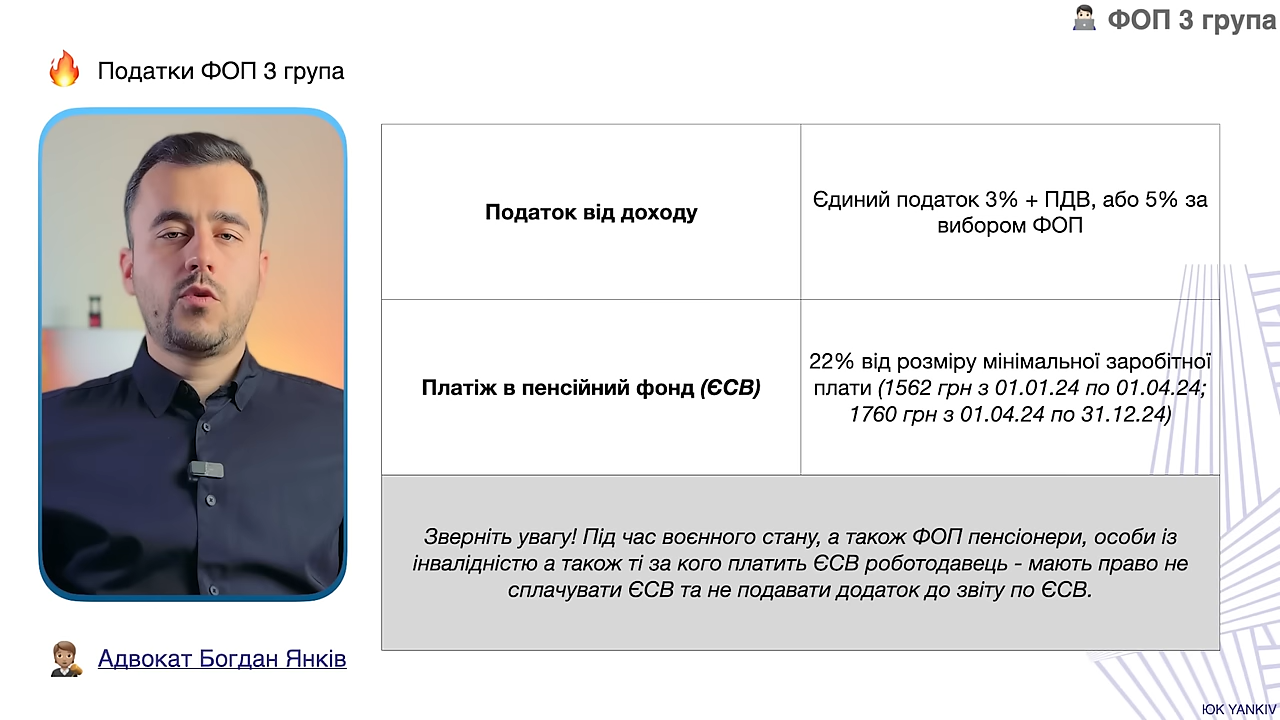 ФОП 3 група
Податки ФОП 3 група
Податок від доходу
Єдиний податок 3% + ПДВ, або 5% за
вибором ФОП
Платіж в пенсійний фонд (ЄСВ)
22% від розміру мінімальної заробітної
плати (1562 грн з 01.01.24 по 01.04.24;
1760 грн з 01.04.24 по 31.12.24)
Зверніть увагу! Під час воєнного стану, а також ФОП пенсіонери, особи із
інвалідністю а також ті за кого платить ЄСВ роботодавець - мають право не
сплачувати ЄСВ та не подавати додаток до звіту по ЄСВ.
Адвокат Богдан Янків
ЮК YANKIV